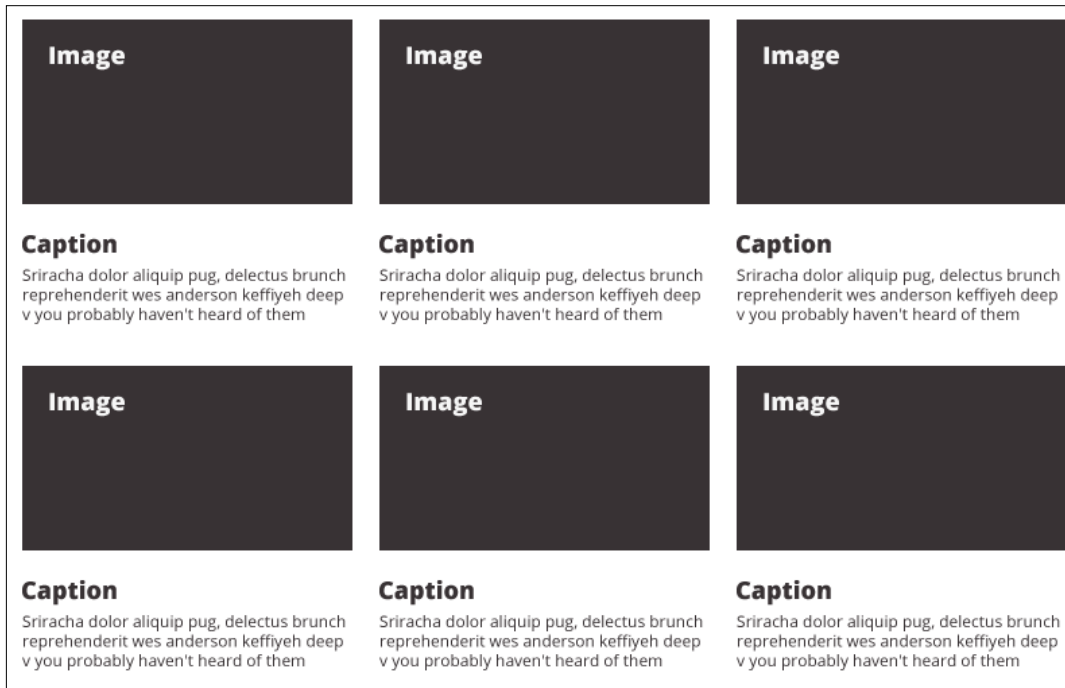 Image
Image
Image
Caption
Sriracha dolor aliquip pug, delectus brunch
reprehenderit wes anderson keffiyeh deep
v you probably haven't heard of them
Caption
Sriracha dolor aliquip pug, delectus brunch
reprehenderit wes anderson keffiyeh deep
v you probably haven't heard of them
Caption
Sriracha dolor aliquip pug, delectus brunch
reprehenderit wes anderson keffiyeh deep
v you probably haven't heard of them
Image
Image
Image
Caption
Sriracha dolor aliquip pug, delectus brunch
reprehenderit wes anderson keffiyeh deep
v you probably haven't heard of them
Caption
Sriracha dolor aliquip pug, delectus brunch
reprehenderit wes anderson keffiyeh deep
v you probably haven't heard of them
Caption
Sriracha dolor aliquip pug, delectus brunch
reprehenderit wes anderson keffiyeh deep
v you probably haven't heard of them